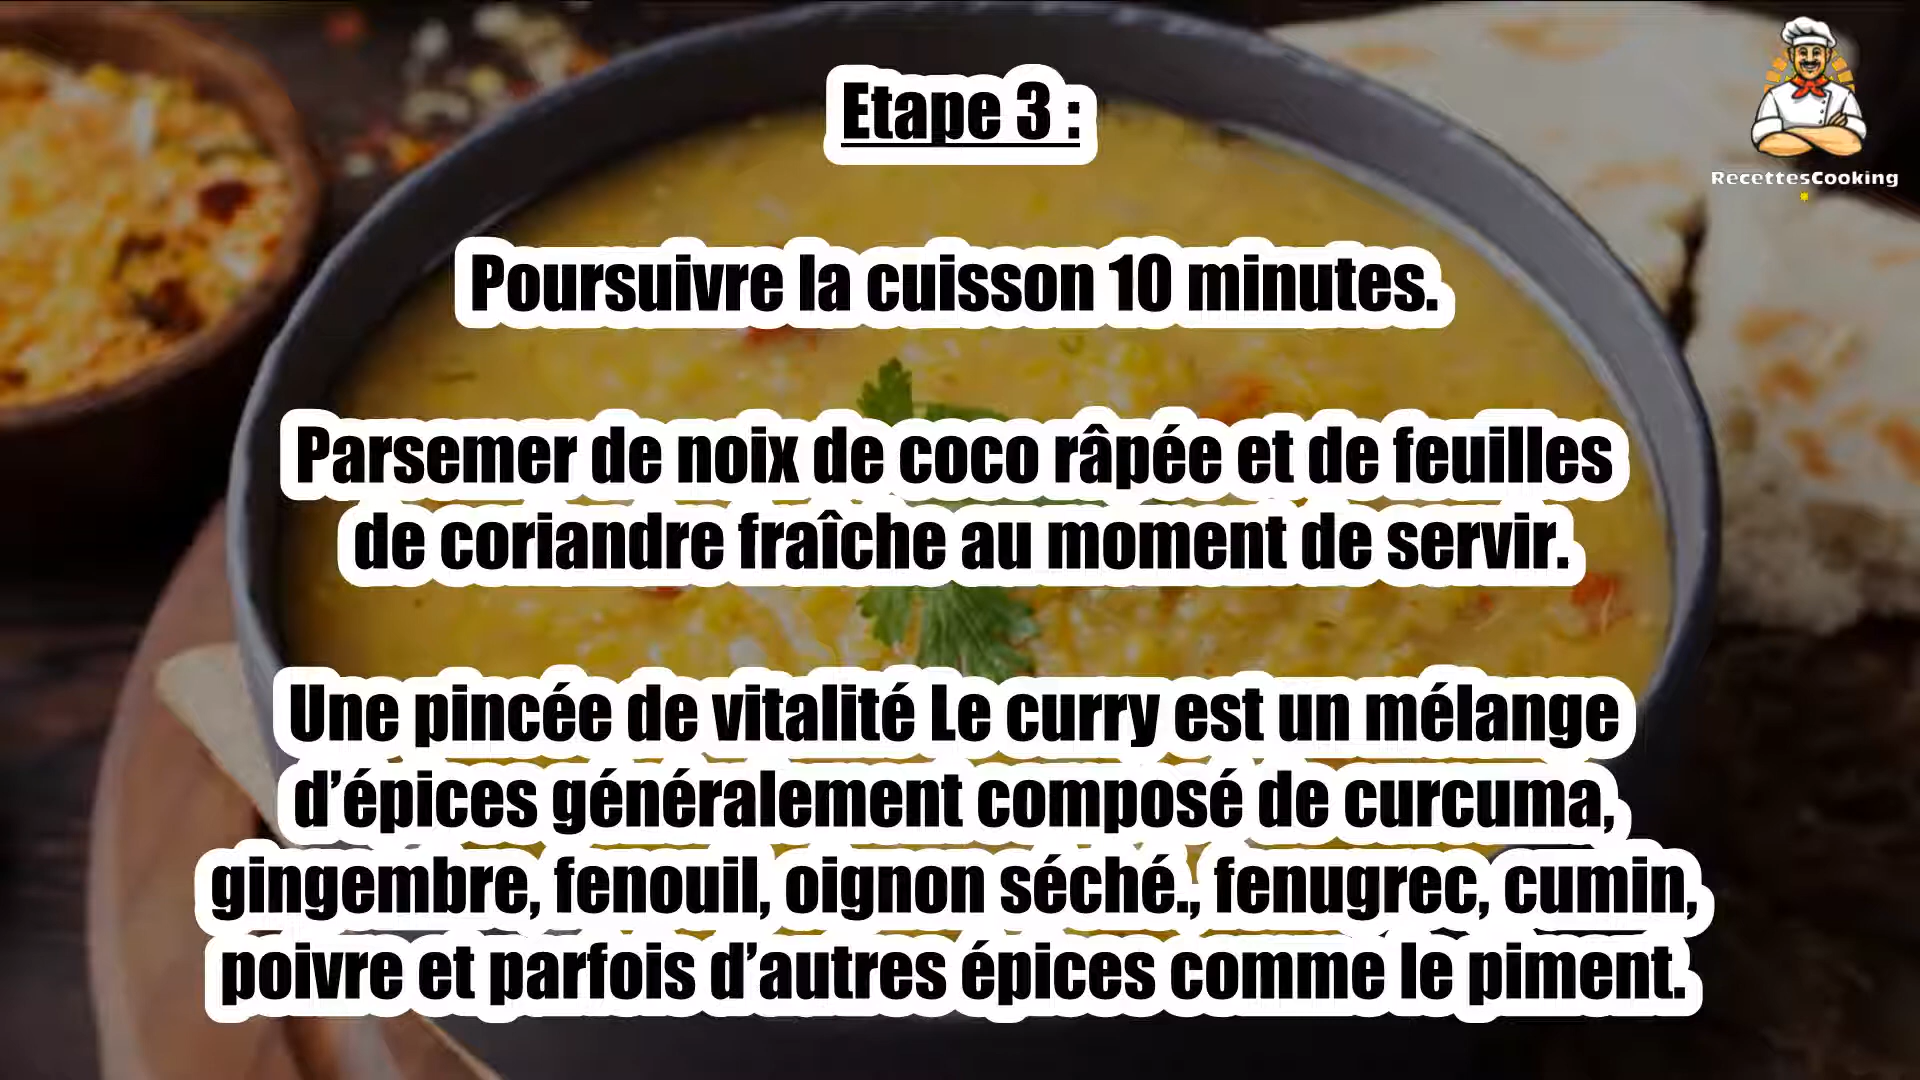 Etape 3 :
RecettesCooking
Poursuivre la cuisson 10 minutes.
Parsemer de noix de coco râpée et de feuilles
de coriandre fraîche au moment de servir.
Une pincée de vitalité Le curry est un mélange
d’épices généralement composé de curcuma,
gingembre, fenouil, oignon séché., fenugrec, cumin,
poivre et parfois d’autres épices comme le piment.